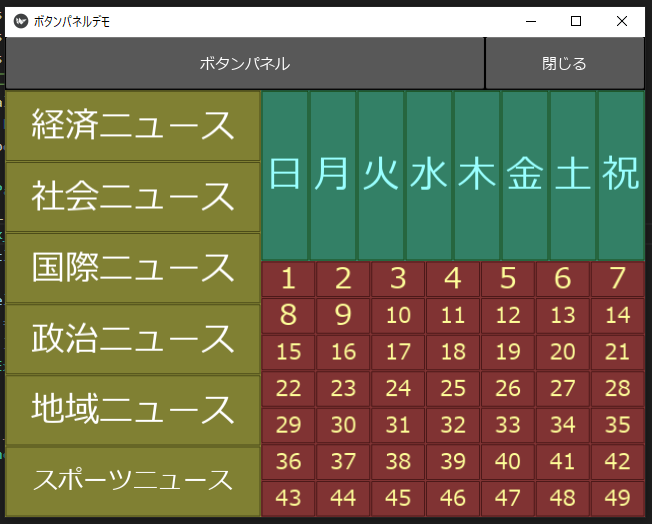 ボタンパネルデモ
ボタンパネル 閉じる
経済ニュース
社会ニュース
国際ニュース
政治ニュース
地域ニュース
スポーツニュース
日 月 火 水 木 金 土 祝
1 2 3 4 5 6 7
8 9 10 11 12 13 14
15 16 17 18 19 20 21
22 23 24 25 26 27 28
29 30 31 32 33 34 35
36 37 38 39 40 41 42
43 44 45 46 47 48 49